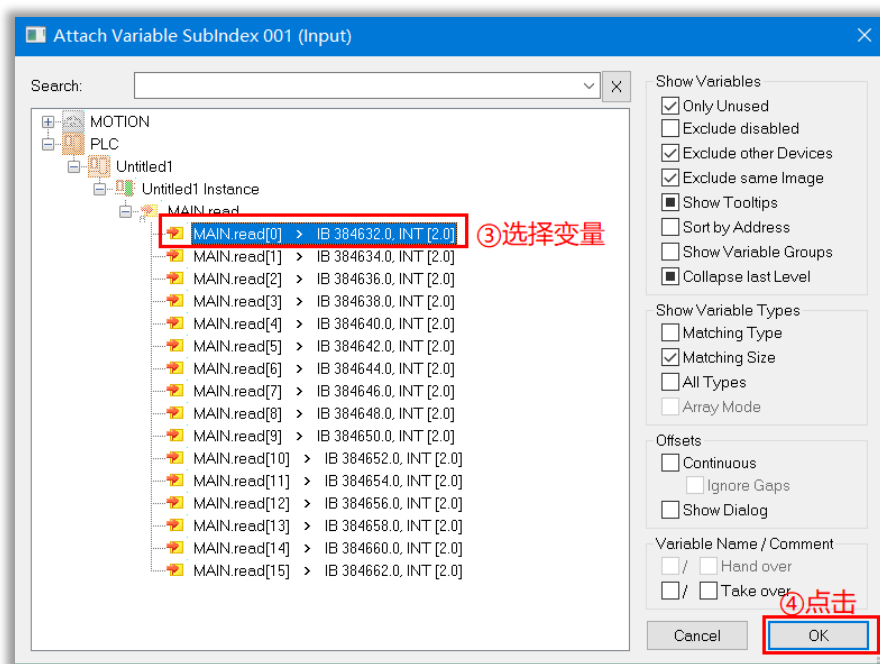 Attach Variable SubIndex 001 (Input)
Search:
MOTION
PLC
Untitled1
Untitled1 Instance
MAIN.read
MAIN.read[0] > IB 384632.0, INT [2.0]
③选择变量
MAIN.read[1] > IB 384634.0, INT [2.0]
MAIN.read[2] > IB 384636.0, INT [2.0]
MAIN.read[3] > IB 384638.0, INT [2.0]
MAIN.read[4] > IB 384640.0, INT [2.0]
MAIN.read[5] > IB 384642.0, INT [2.0]
MAIN.read[6] > IB 384644.0, INT [2.0]
MAIN.read[7] > IB 384646.0, INT [2.0]
MAIN.read[8] > IB 384648.0, INT [2.0]
MAIN.read[9] > IB 384650.0, INT [2.0]
MAIN.read[10] > IB 384652.0, INT [2.0]
MAIN.read[11] > IB 384654.0, INT [2.0]
MAIN.read[12] > IB 384656.0, INT [2.0]
MAIN.read[13] > IB 384658.0, INT [2.0]
MAIN.read[14] > IB 384660.0, INT [2.0]
MAIN.read[15] > IB 384662.0, INT [2.0]
Show Variables
Only Unused
Exclude disabled
Exclude other Devices
Exclude same Image
Show Tooltips
Sort by Address
Show Variable Groups
Collapse last Level
Show Variable Types
Matching Type
Matching Size
All Types
Array Mode
Offsets
Continuous
Ignore Gaps
Show Dialog
Variable Name / Comment
/ Hand over
/ Take over
④点击
Cancel
OK